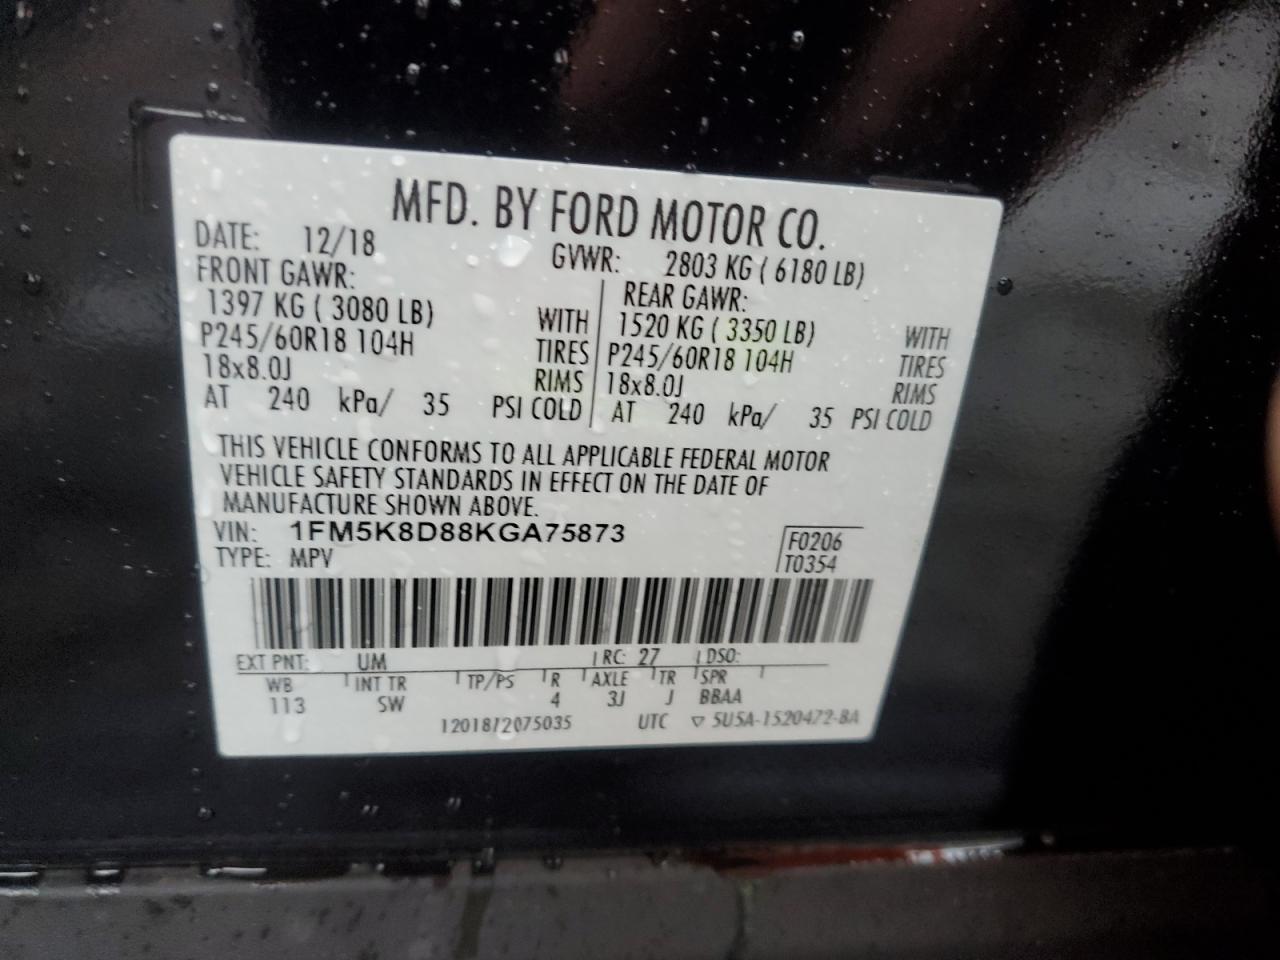 MFD. BY FORD MOTOR CO.
DATE: 12/18 GVWR: 2803 KG ( 6180 LB)
FRONT GAWR: REAR GAWR:
1397 KG ( 3080 LB) WITH 1520 KG ( 3350 LB) WITH
P245/60R18 104H TIRES P245/60R18 104H TIRES
18x8.0J RIMS 18x8.0J RIMS
AT 240 kPa/ 35 PSI COLD AT 240 kPa/ 35 PSI COLD
THIS VEHICLE CONFORMS TO ALL APPLICABLE FEDERAL MOTOR
VEHICLE SAFETY STANDARDS IN EFFECT ON THE DATE OF
MANUFACTURE SHOWN ABOVE.
VIN: 1FM5K8D88KGA75873 F0206
TYPE: MPV T0354
EXT PNT: UM RC: 27 DSO:
WB INT TR TP/PS R AXLE TR SPR
113 SW 4 3J J BBAA
1201812075035 UTC ▽ 5U5A-1520472-BA